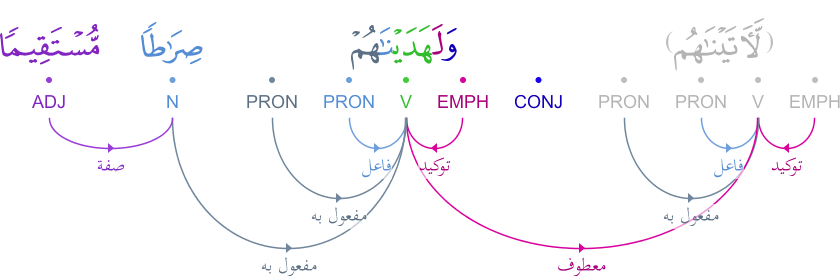 (لَّأَتَيْنَٰهُم) وَلَهَدَيْنَٰهُمْ صِرَٰطًا مُّسْتَقِيمًا
EMPH V PRON PRON CONJ EMPH V PRON PRON N ADJ
توكيد فاعل توكيد فاعل صفة
مفعول به مفعول به
معطوف مفعول به